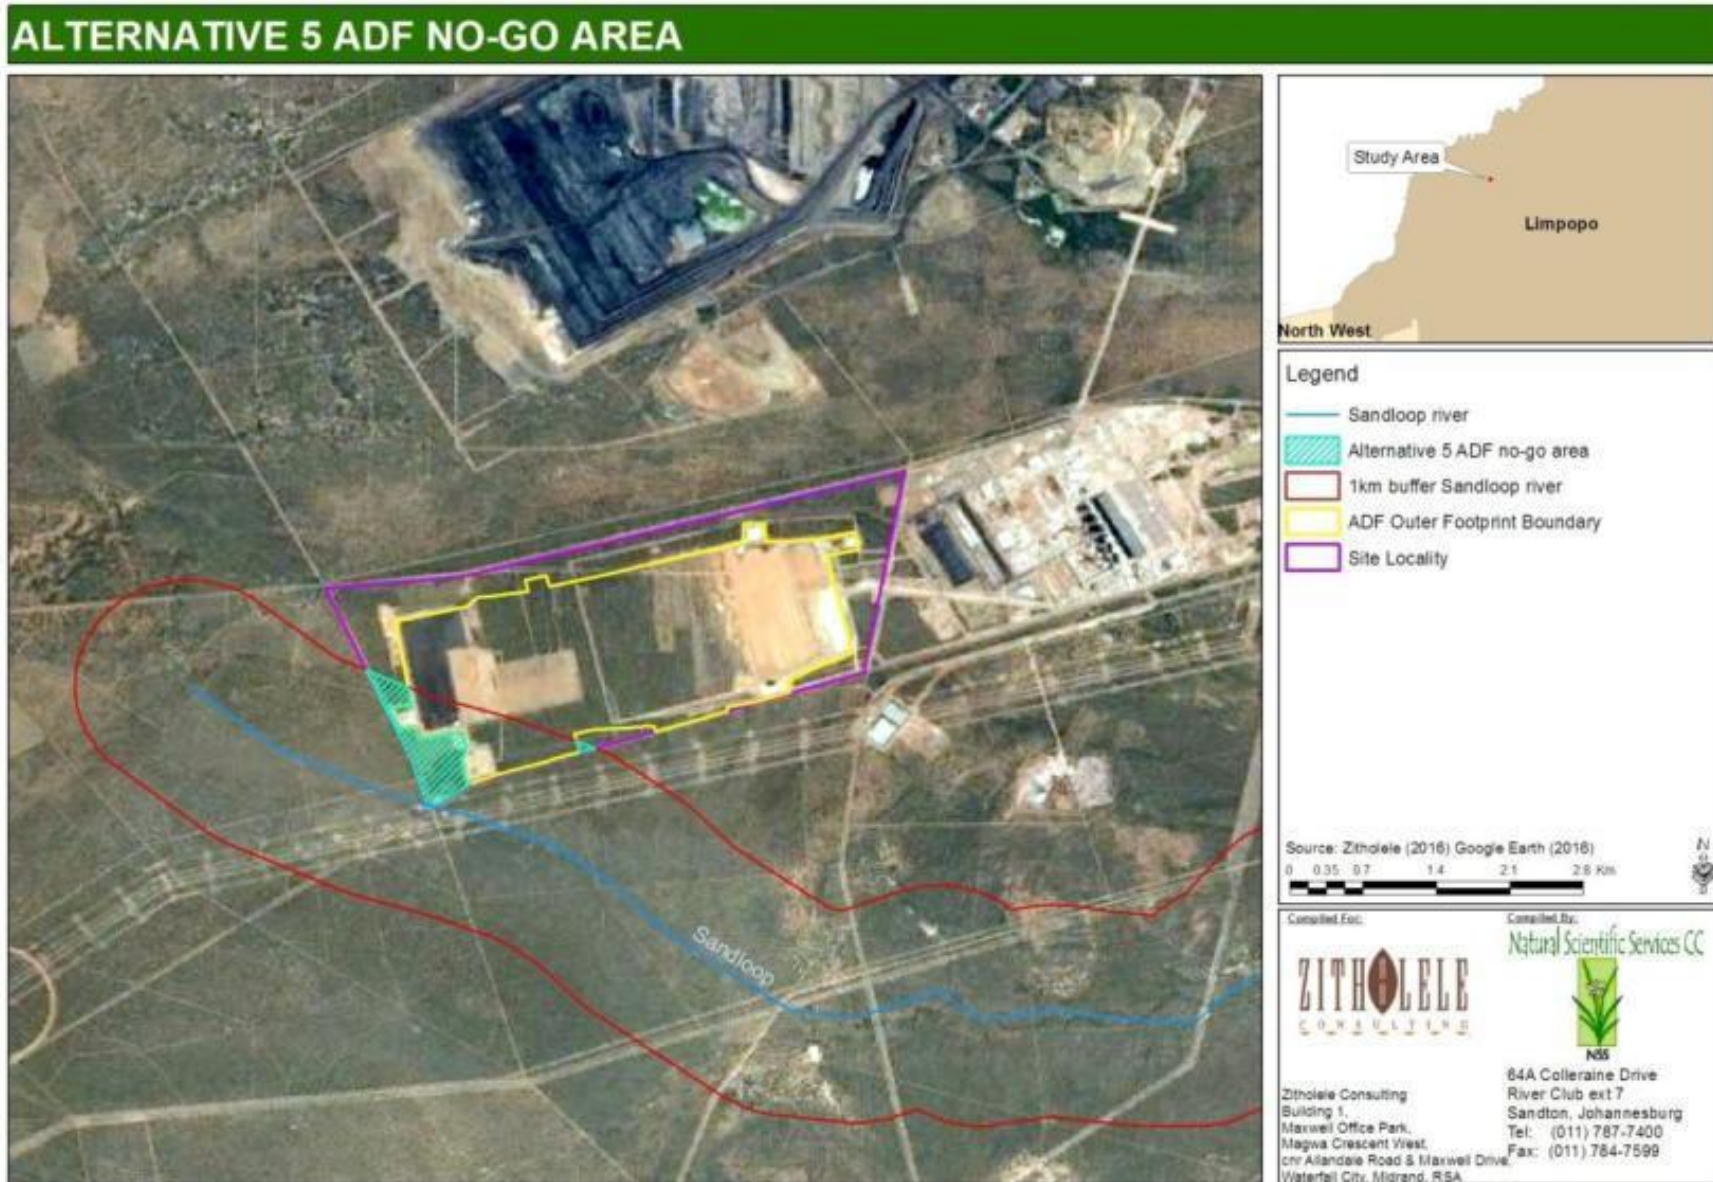 ALTERNATIVE 5 ADF NO-GO AREA
Study Area
Limpopo
North West
Legend
Sandloop river
Alternative 5 ADF no-go area
1km buffer Sandloop river
ADF Outer Footprint Boundary
Site Locality
Sandloop
Source: Zitholele (2016) Google Earth (2016)
0 0.35 0.7 1.4 2.1 2.8 Km
N
Compiled For:
ZITHOLELE
CONSULTING
Zitholele Consulting
Building 1,
Maxwell Office Park,
Magwa Crescent West,
cnr Allandale Road & Maxwell Drive,
Waterfall City, Midrand, RSA
Compiled By:
Natural Scientific Services CC
NSS
64A Colleraine Drive
River Club ext 7
Sandton, Johannesburg
Tel: (011) 787-7400
Fax: (011) 784-7599